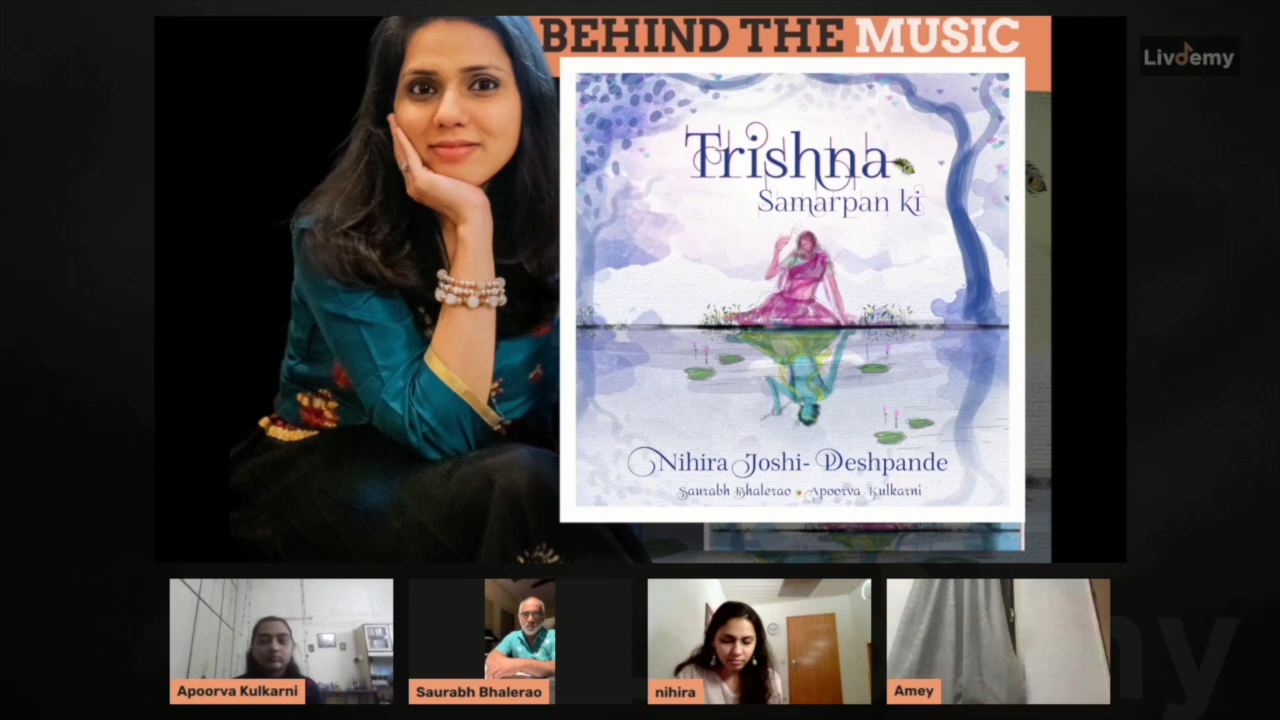 BEHIND THE MUSIC
Livdemy
Trishna
Samarpan ki
Nihira Joshi- Deshpande
Saurabh Bhalerao • Apoorva Kulkarni
Apoorva Kulkarni
Saurabh Bhalerao
nihira
Amey